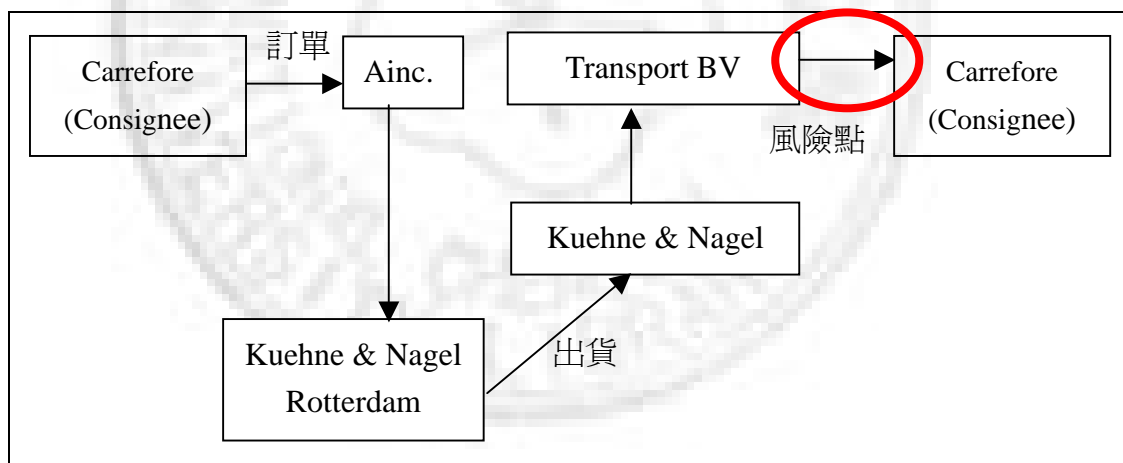 Carrefore
(Consignee)
訂單
Ainc.
Transport BV
Carrefore
(Consignee)
風險點
Kuehne & Nagel
Kuehne & Nagel
Rotterdam
出貨